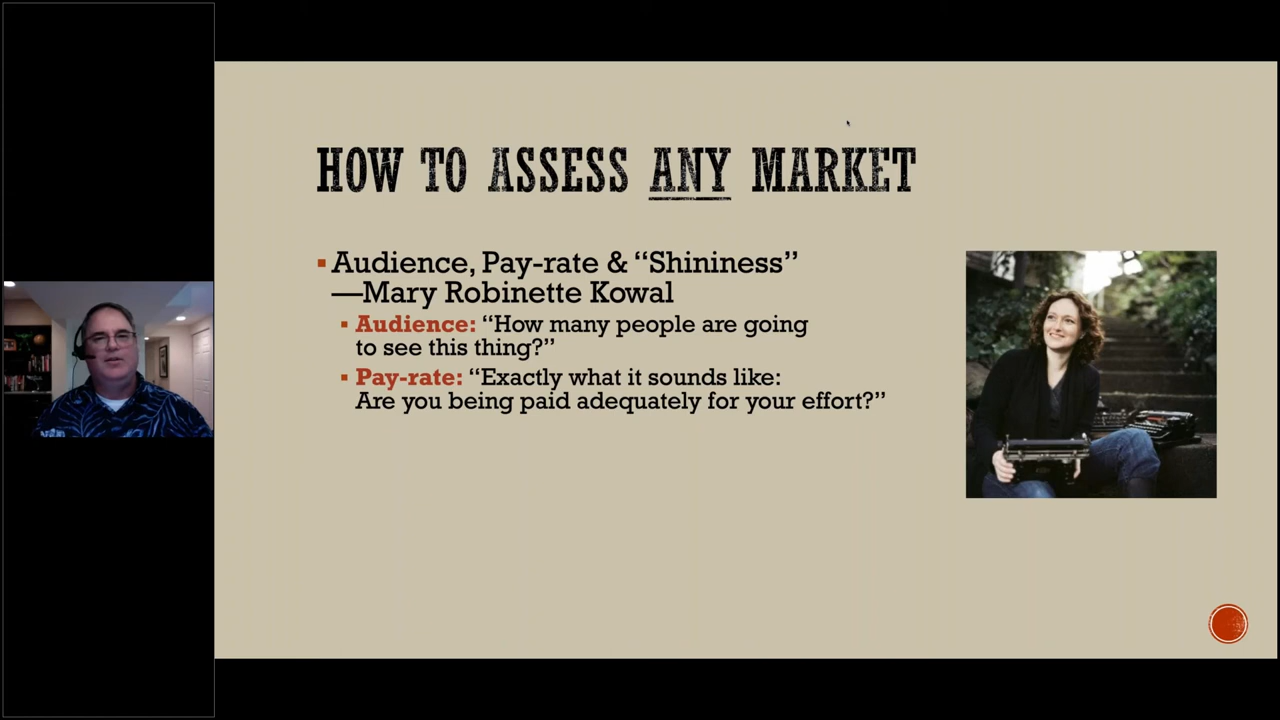 HOW TO ASSESS ANY MARKET
Audience, Pay-rate & “Shininess”
—Mary Robinette Kowal
Audience: “How many people are going
to see this thing?”
Pay-rate: “Exactly what it sounds like:
Are you being paid adequately for your effort?”